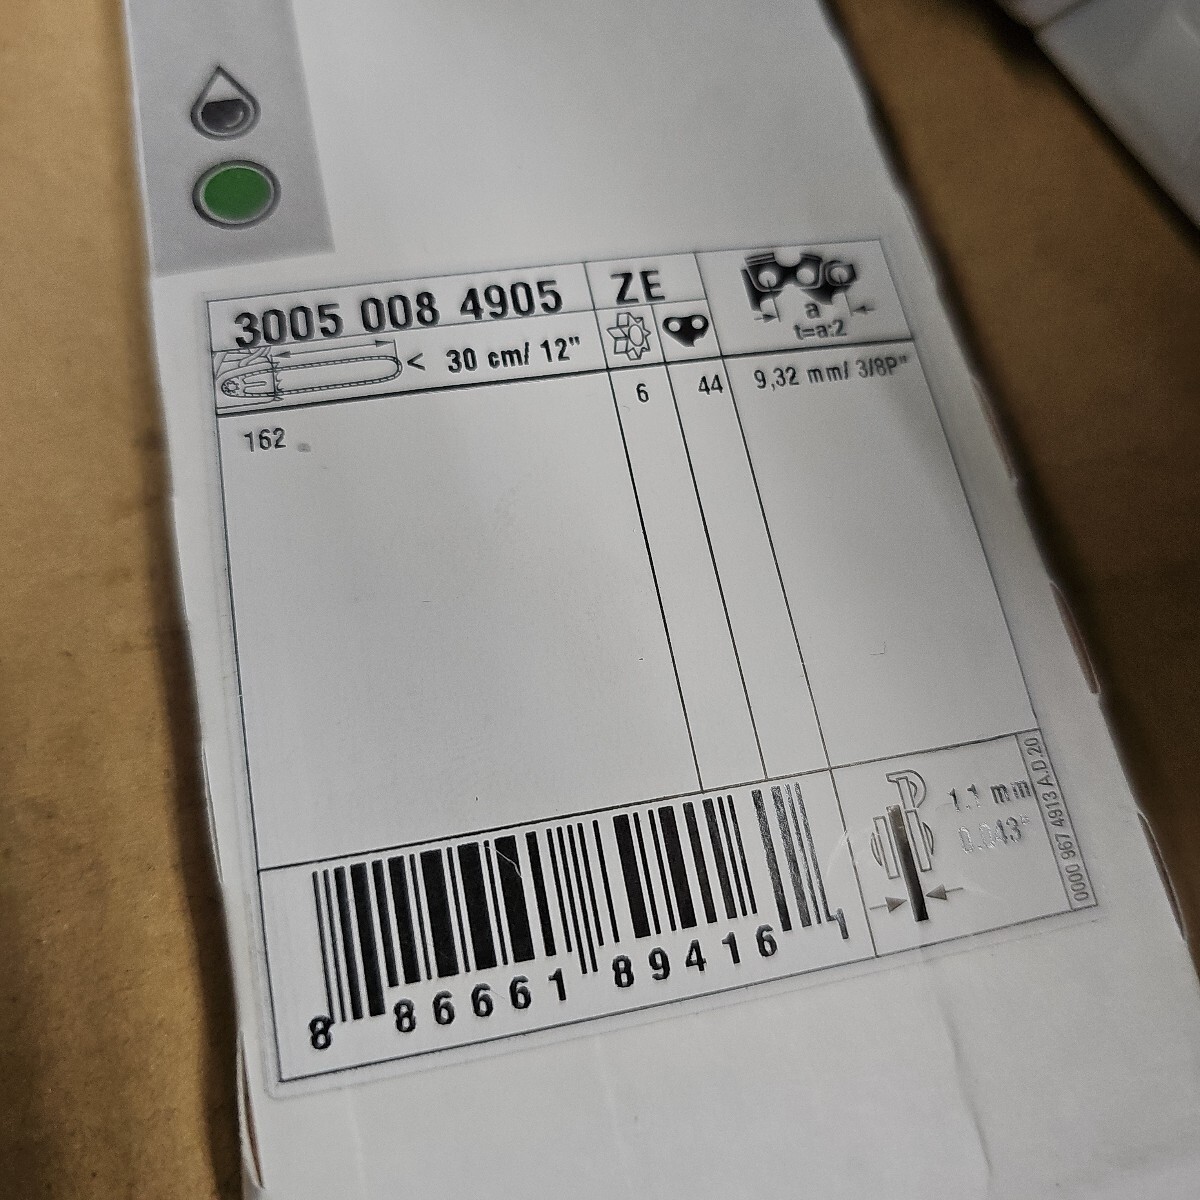 3005 008 4905
ZE
a
t=a:2
< 30 cm/ 12"
6
44
9,32 mm/ 3/8P"
162
1.1 mm
0.043"
0000 967 4913 A.D.20
8 86661 89416 1